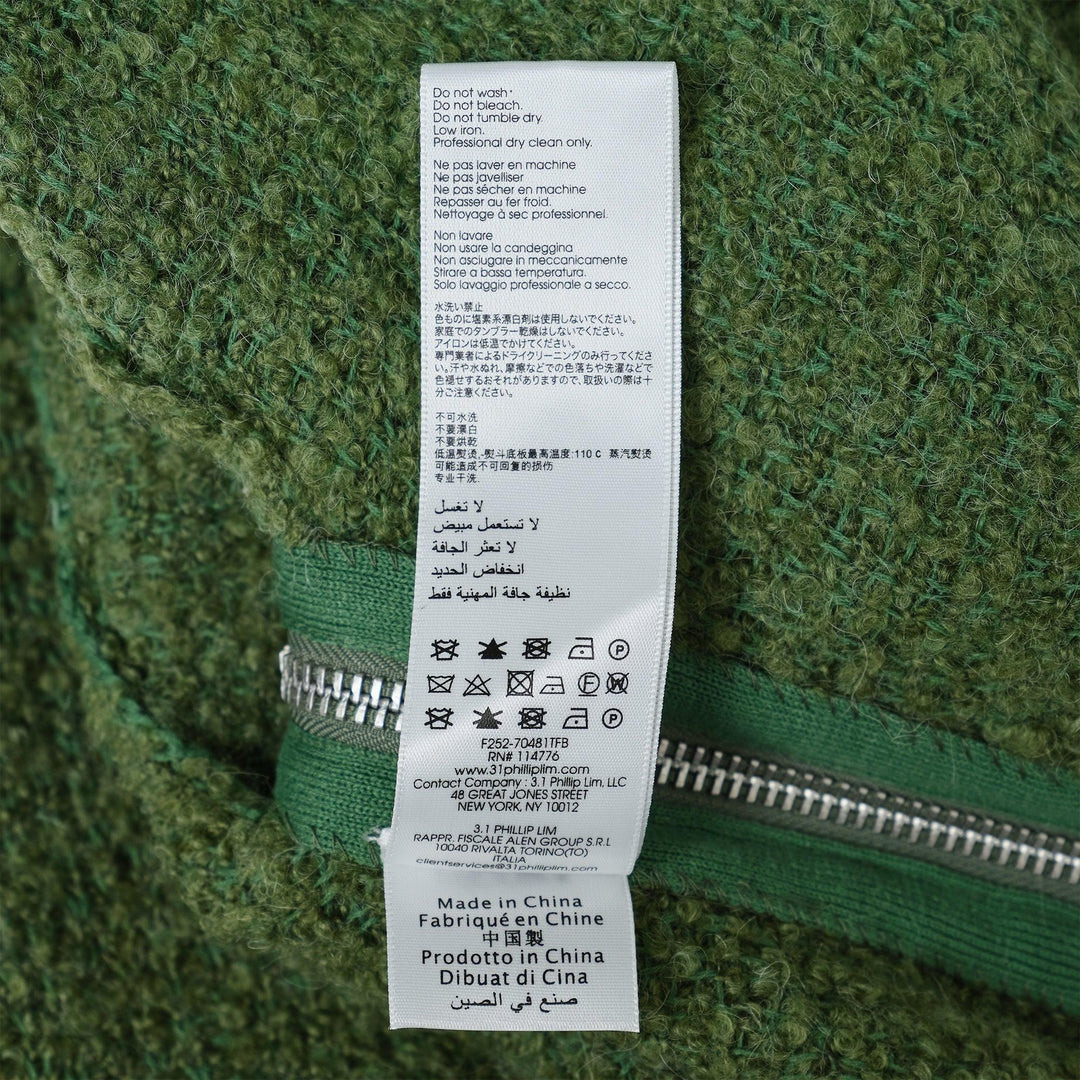 Do not wash.
Do not bleach.
Do not tumble dry.
Low iron.
Professional dry clean only.
Ne pas laver en machine
Ne pas javelliser
Ne pas sécher en machine
Repasser au fer froid.
Nettoyage à sec professionnel.
Non lavare
Non usare la candeggina
Non asciugare in meccanicamente
Stirare a bassa temperatura.
Solo lavaggio professionale a secco.
水洗い禁止
色ものに塩素系漂白剤は使用しないでください。
家庭でのタンブラー乾燥はしないでください。
アイロンは低温でかけてください。
専門業者によるドライクリーニングのみ行ってくださ
い。汗や水ぬれ、摩擦などでの色落ちや洗濯などで
色褪せするおそれがありますので、取扱いの際は十
分ご注意ください。
不可水洗
不要漂白
不要烘乾
低温熨烫,熨斗底板最高温度:110 C 蒸汽熨烫
可能造成不可回复的损伤
专业干洗.
لا تغسل
لا تستعمل مبيض
لا تعثر الجافة
انخفاض الحديد
نظيفة جافة المهنية فقط
P
F W
P
F252-70481TFB
RN# 114776
www.31philliplim.com
Contact Company : 3.1 Phillip Lim, LLC
48 GREAT JONES STREET
NEW YORK, NY 10012
3.1 PHILLIP LIM
RAPPR. FISCALE ALEN GROUP S.R.L
10040 RIVALTA TORINO(TO)
ITALIA
clientservices@31philliplim.com
Made in China
Fabriqué en Chine
中国製
Prodotto in China
Dibuat di Cina
صنع في الصين